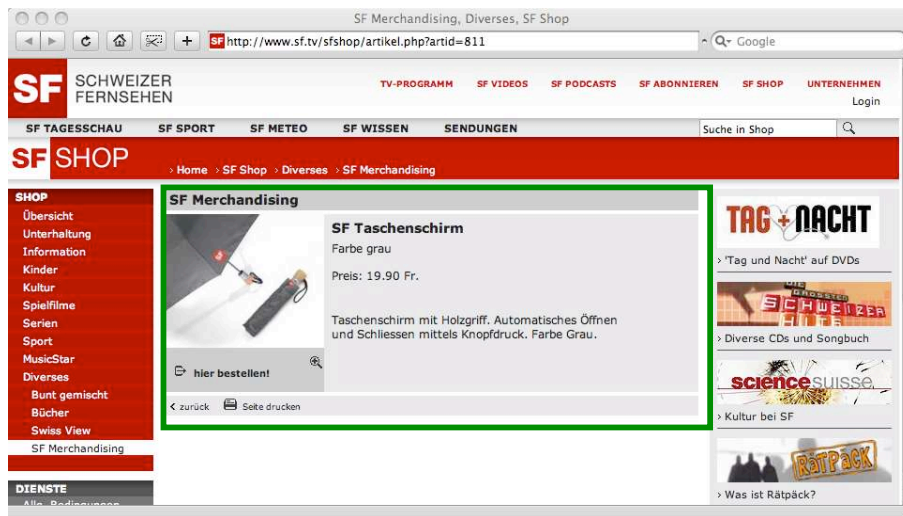 SF Merchandising, Diverses, SF Shop
SF http://www.sf.tv/sfshop/artikel.php?artid=811
Google
SF SCHWEIZER FERNSEHEN
TV-PROGRAMM SF VIDEOS SF PODCASTS SF ABONNIEREN SF SHOP UNTERNEHMEN
Login
SF TAGESSCHAU SF SPORT SF METEO SF WISSEN SENDUNGEN
Suche in Shop
SF SHOP
› Home › SF Shop › Diverses › SF Merchandising
SHOP
Übersicht
Unterhaltung
Information
Kinder
Kultur
Spielfilme
Serien
Sport
MusicStar
Diverses
Bunt gemischt
Bücher
Swiss View
SF Merchandising
DIENSTE
Allg. Bedingungen
SF Merchandising
SF Taschenschirm
Farbe grau
Preis: 19.90 Fr.
Taschenschirm mit Holzgriff. Automatisches Öffnen
und Schliessen mittels Knopfdruck. Farbe Grau.
hier bestellen!
zurück Seite drucken
TAG + NACHT
› 'Tag und Nacht' auf DVDs
DIE
GRÖSSTEN
SCHWEIZER
HITS
› Diverse CDs und Songbuch
science suisse
› Kultur bei SF
RÄTPÄCK
› Was ist Rätpäck?